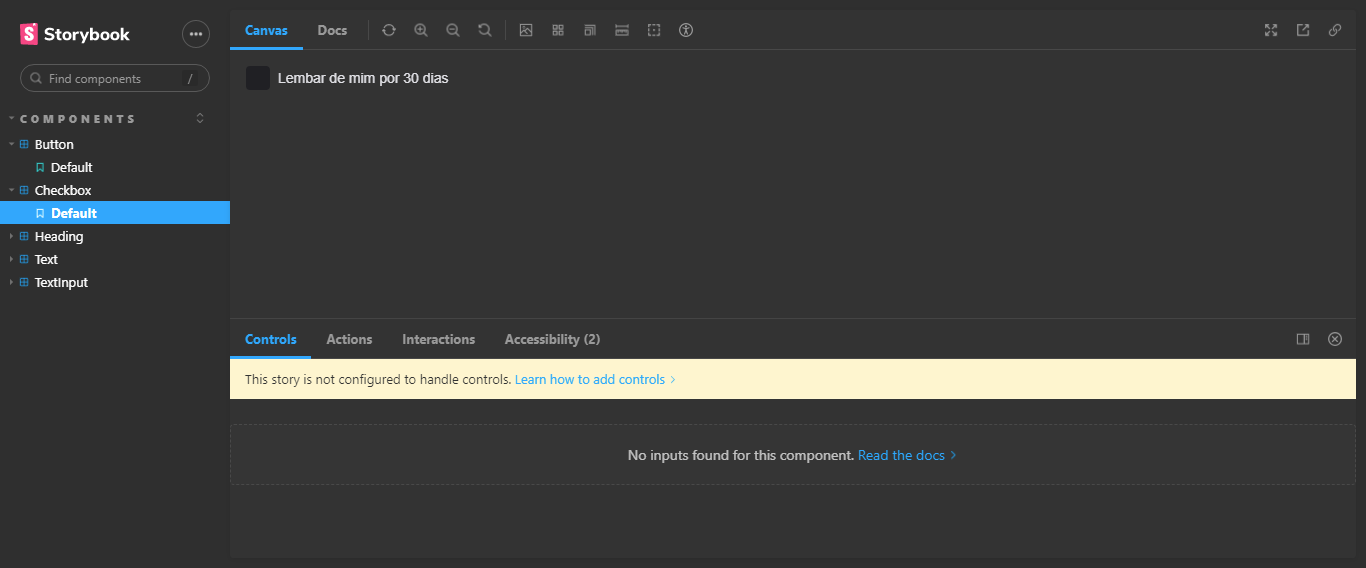 Storybook
Find components /
COMPONENTS
Button
Default
Checkbox
Default
Heading
Text
TextInput
Canvas Docs
Lembar de mim por 30 dias
Controls Actions Interactions Accessibility (2)
This story is not configured to handle controls. Learn how to add controls
No inputs found for this component. Read the docs